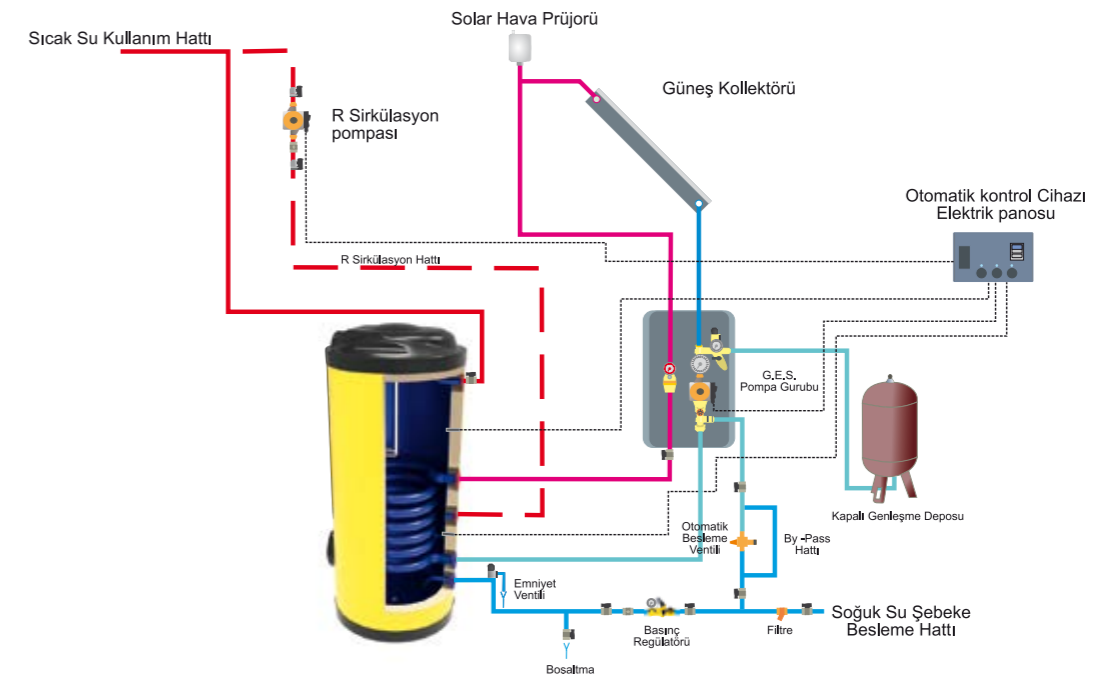 Solar Hava Prüjorü
Sıcak Su Kullanım Hattı
Güneş Kollektörü
R Sirkülasyon
pompası
Otomatik kontrol Cihazı
Elektrik panosu
R Sirkülasyon Hattı
G.E.S.
Pompa Gurubu
Kapalı Genleşme Deposu
Otomatik
Besleme
Ventili
By -Pass
Hattı
Emniyet
Ventili
Basınç
Regülatörü
Filtre
Soğuk Su Şebeke
Besleme Hattı
Bosaltma